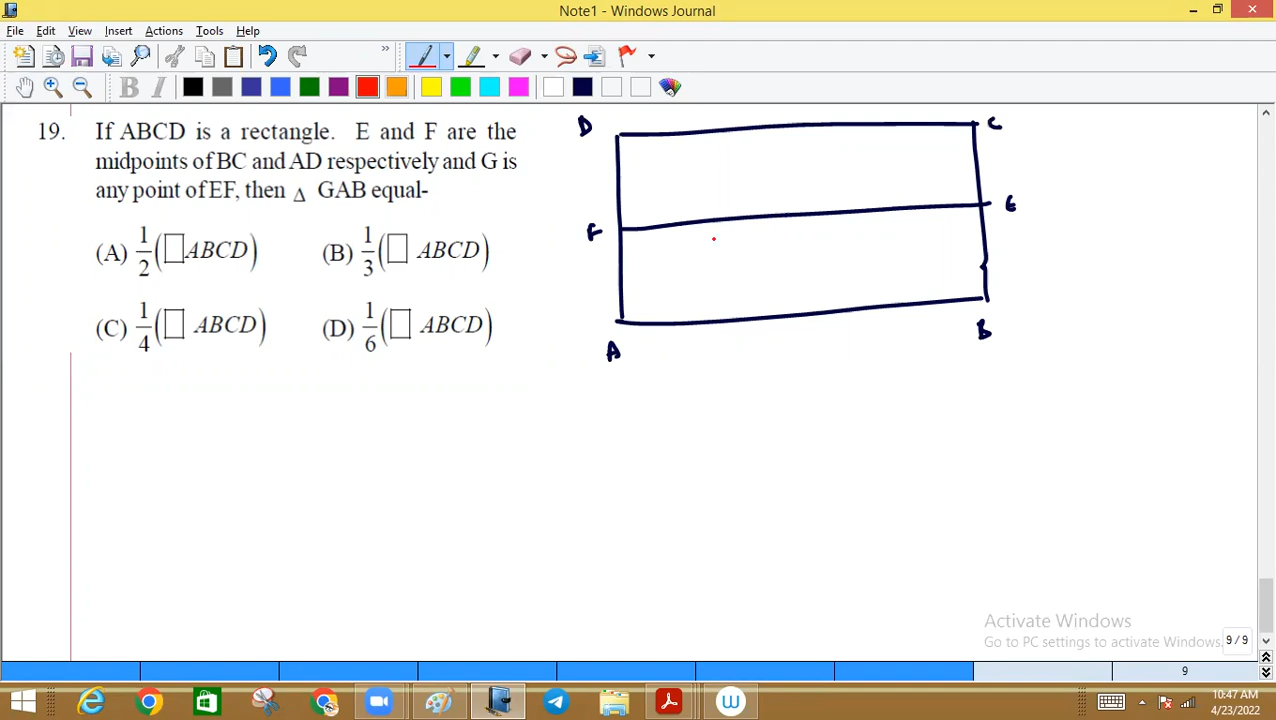 Note1 - Windows Journal
File Edit View Insert Actions Tools Help
»
B I
19. If ABCD is a rectangle. E and F are the
midpoints of BC and AD respectively and G is
any point of EF, then Δ GAB equal-
(A) 1/2 (□ABCD) (B) 1/3 (□ ABCD)
(C) 1/4 (□ ABCD) (D) 1/6 (□ ABCD)
D C
F E
A B
Activate Windows
Go to PC settings to activate Windows.
9 / 9
9
W
10:47 AM
4/23/2022